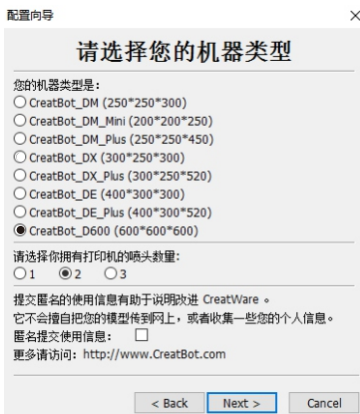 配置向导
请选择您的机器类型
您的机器类型是：
CreatBot_DM (250*250*300)
CreatBot_DM_Mini (200*200*250)
CreatBot_DM_Plus (250*250*450)
CreatBot_DX (300*250*300)
CreatBot_DX_Plus (300*250*520)
CreatBot_DE (400*300*300)
CreatBot_DE_Plus (400*300*520)
CreatBot_D600 (600*600*600)
请选择你拥有打印机的喷头数量：
1 2 3
提交匿名的使用信息有助于说明改进 CreatWare 。
它不会擅自把您的模型传到网上，或者收集一些您的个人信息。
匿名提交使用信息：
更多请访问：http://www.CreatBot.com
< Back Next > Cancel